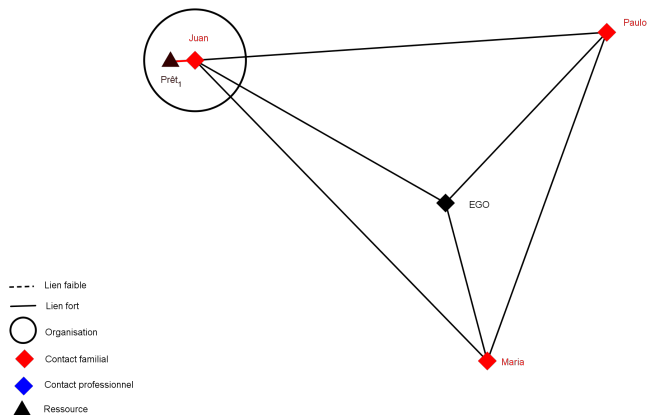 Paulo
Juan
Prêt1
EGO
Maria
Lien faible
Lien fort
Organisation
Contact familial
Contact professionnel
Ressource